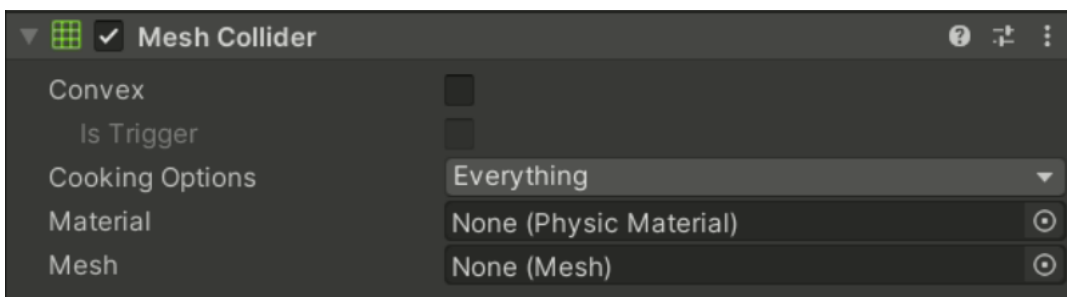 Mesh Collider
Convex
Is Trigger
Cooking Options Everything
Material None (Physic Material)
Mesh None (Mesh)